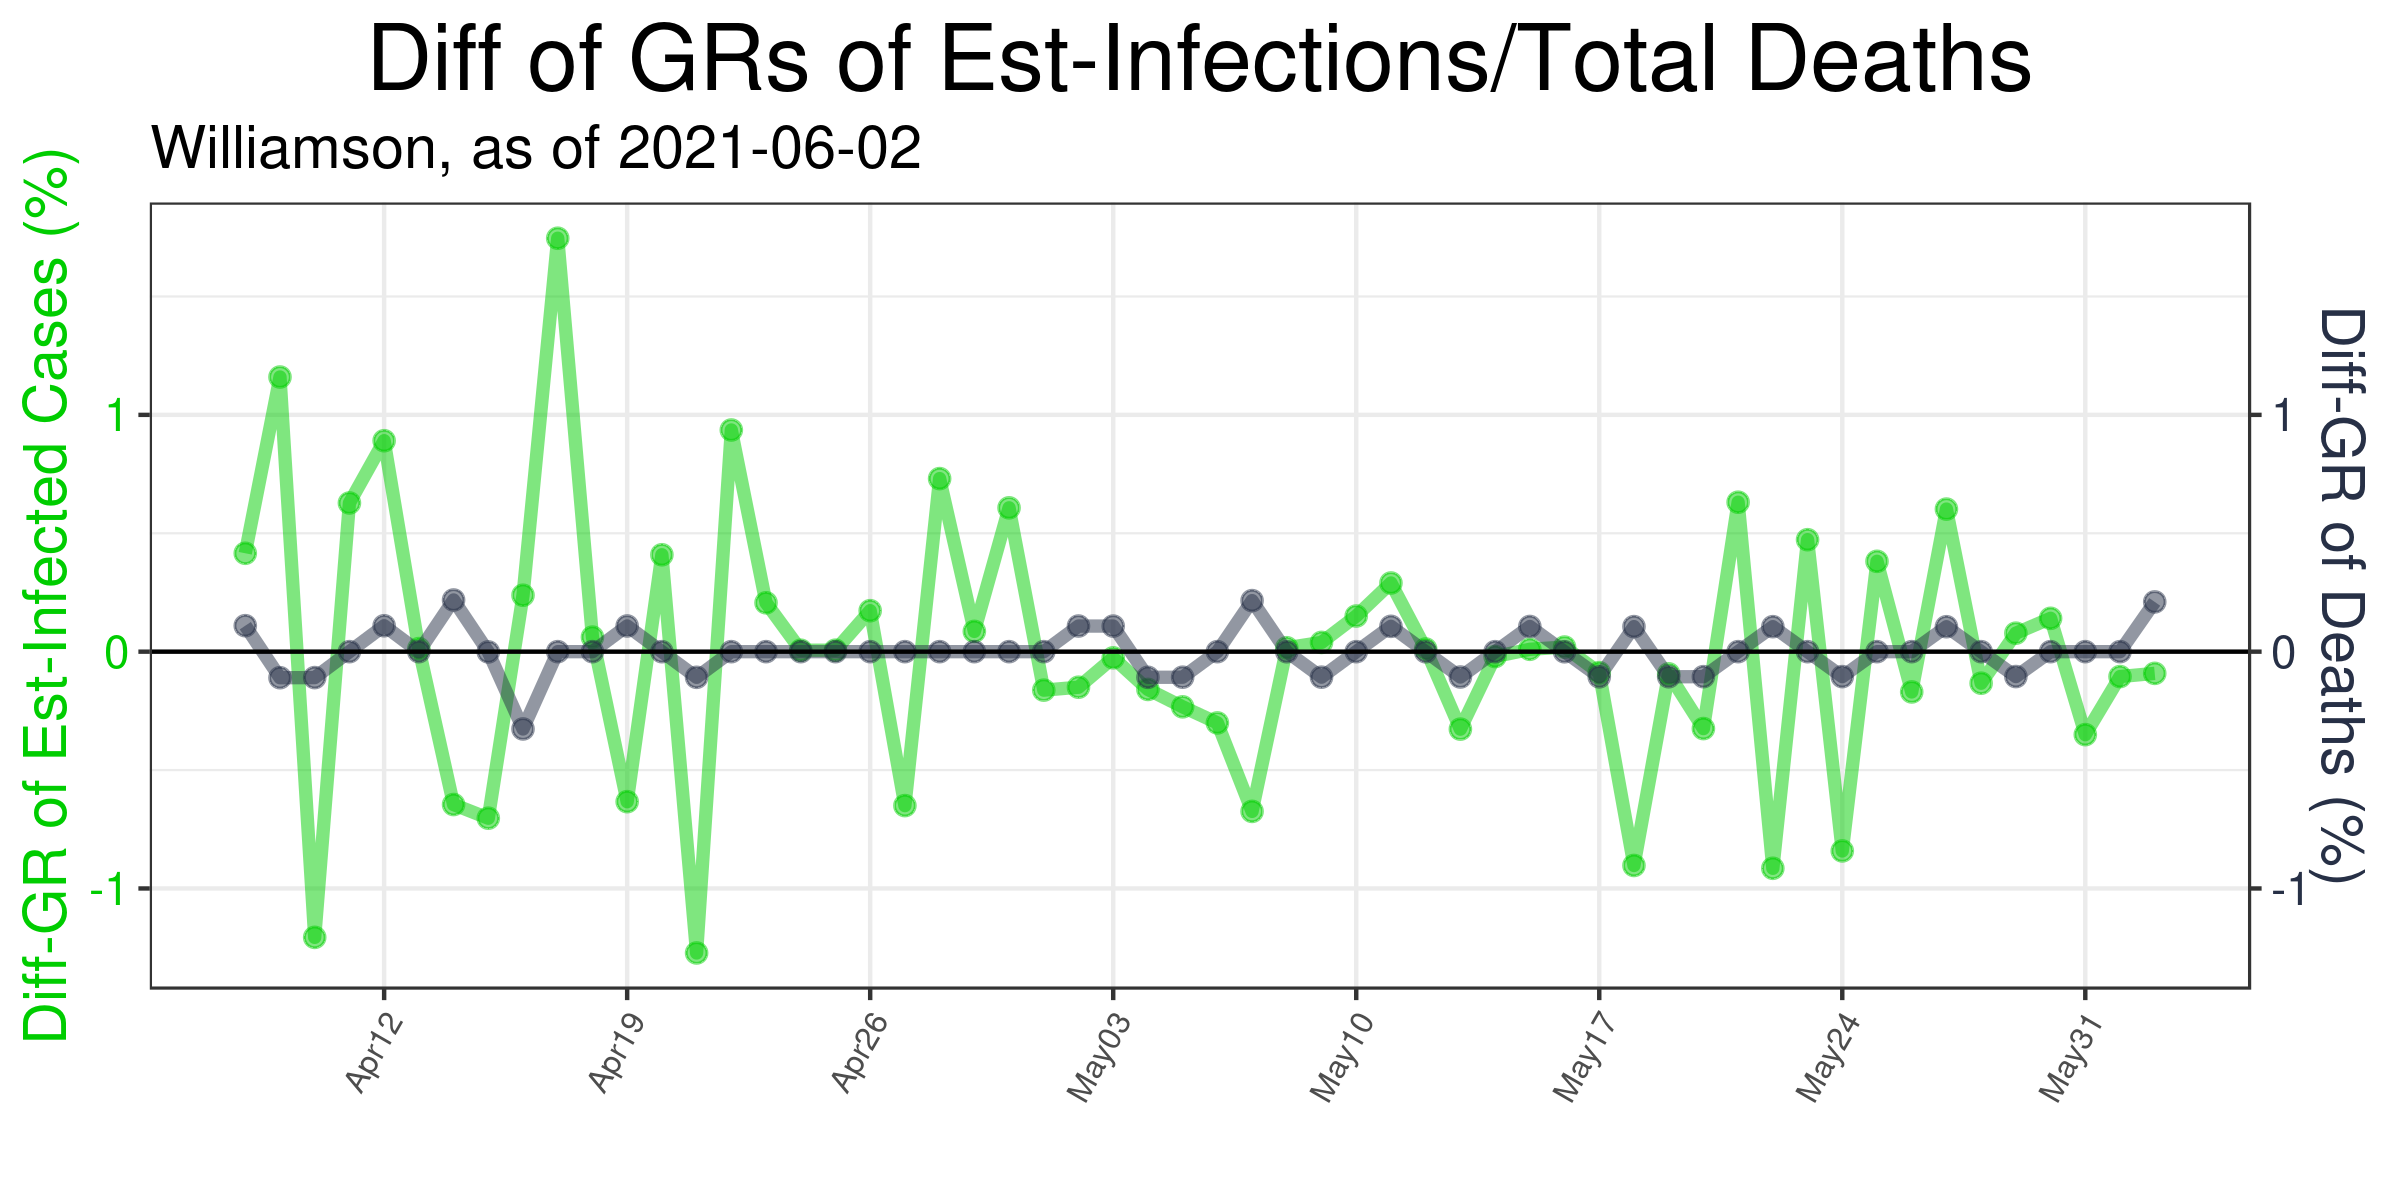 Diff of GRs of Est-Infections/Total Deaths
Williamson, as of 2021-06-02
Diff-GR of Est-Infected Cases (%)
1
0
-1
1
0
-1
Diff-GR of Deaths (%)
Apr12
Apr19
Apr26
May03
May10
May17
May24
May31